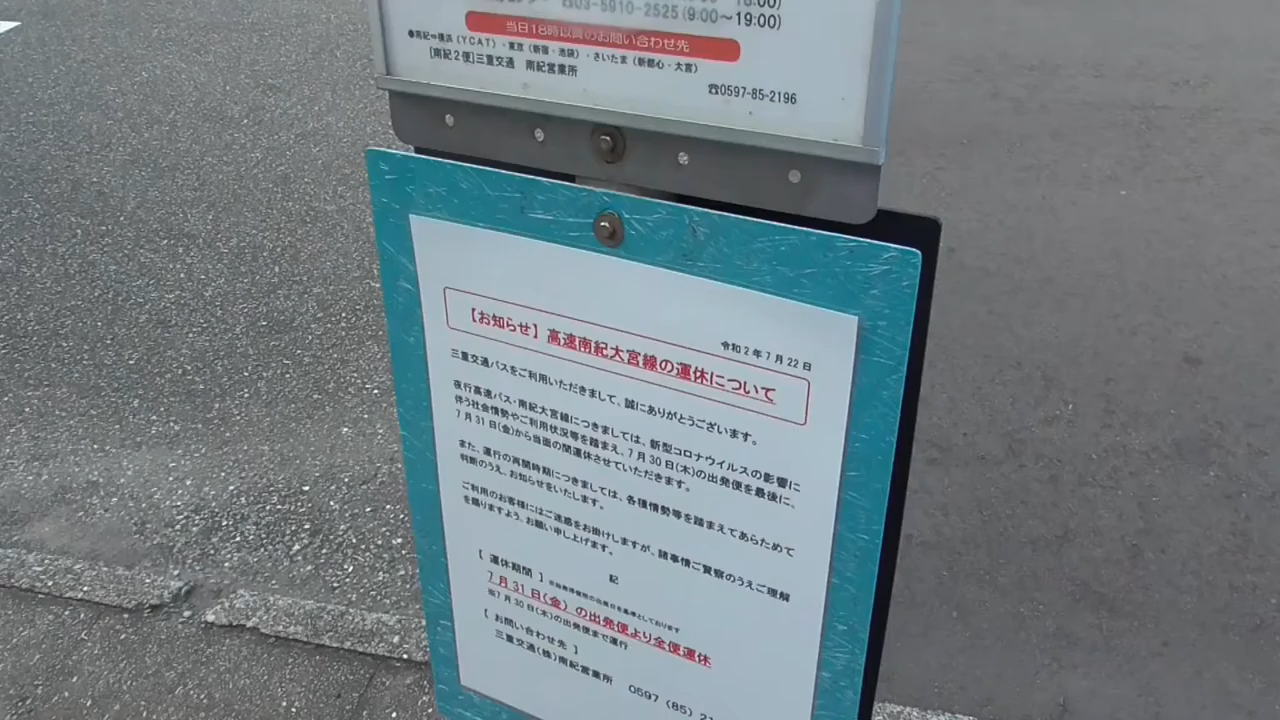 ☎03-5910-2525(9:00〜19:00)
当日18時以降のお問い合わせ先
●南紀⇔横浜（YCAT）・東京（新宿・池袋）・さいたま（新都心・大宮）
[南紀２便]三重交通　南紀営業所
☎0597-85-2196
令和２年７月22日
【お知らせ】高速南紀大宮線の運休について
三重交通バスをご利用いただきまして、誠にありがとうございます。
夜行高速バス・南紀大宮線につきましては、新型コロナウイルスの影響に
伴う社会情勢やご利用状況等を踏まえ、７月30日(木)の出発便を最後に、
７月31日(金)から当面の間運休させていただきます。
また、運行の再開時期につきましては、各種情勢等を踏まえてあらためて
判断のうえ、お知らせをいたします。
ご利用のお客様にはご迷惑をお掛けしますが、諸事情ご賢察のうえご理解
を賜りますよう、お願い申し上げます。
記
【 運休期間 】
７月31日(金) の出発便より全便運休
※７月30日(木)の出発便まで運行
【 お問い合わせ先 】
三重交通(株)南紀営業所　0597 (85) 21